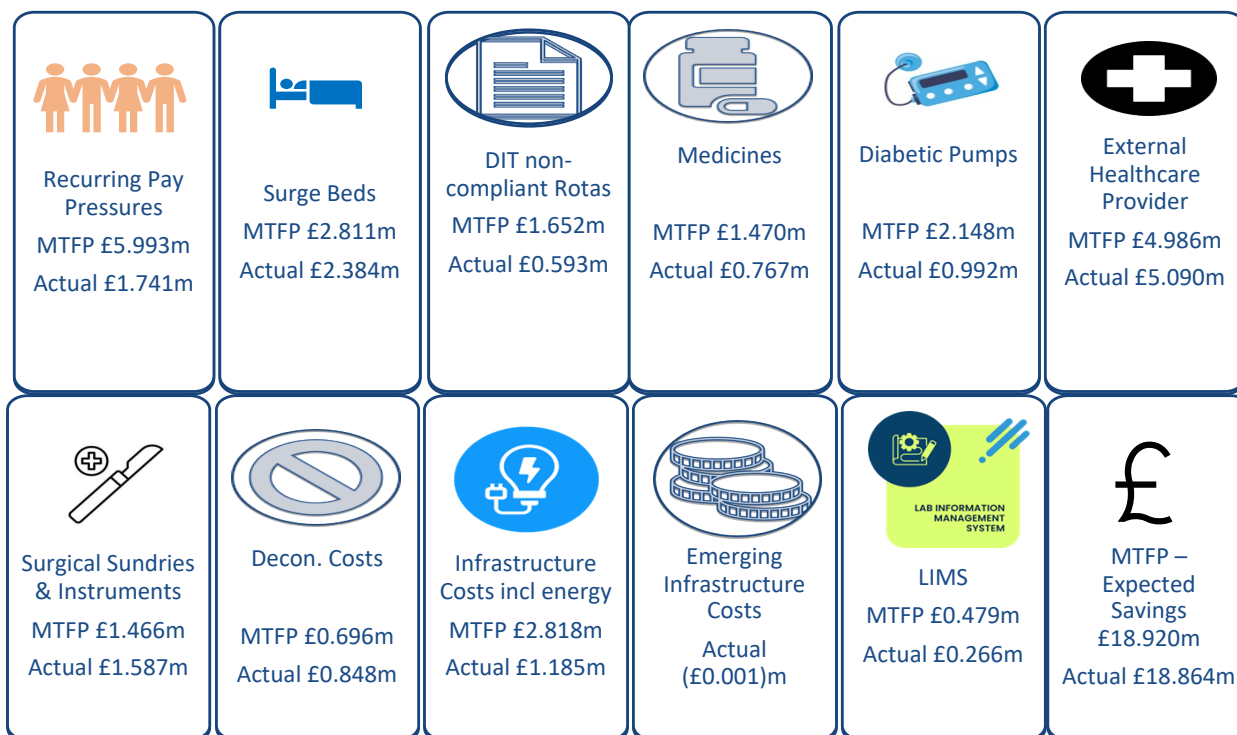 Recurring Pay
Pressures
MTFP £5.993m
Actual £1.741m
Surge Beds
MTFP £2.811m
Actual £2.384m
DIT non-
compliant Rotas
MTFP £1.652m
Actual £0.593m
Medicines
MTFP £1.470m
Actual £0.767m
Diabetic Pumps
MTFP £2.148m
Actual £0.992m
External
Healthcare
Provider
MTFP £4.986m
Actual £5.090m
Surgical Sundries
& Instruments
MTFP £1.466m
Actual £1.587m
Decon. Costs
MTFP £0.696m
Actual £0.848m
Infrastructure
Costs incl energy
MTFP £2.818m
Actual £1.185m
Emerging
Infrastructure
Costs
Actual
(£0.001)m
LAB INFORMATION
MANAGEMENT
SYSTEM
LIMS
MTFP £0.479m
Actual £0.266m
£
MTFP –
Expected
Savings
£18.920m
Actual £18.864m